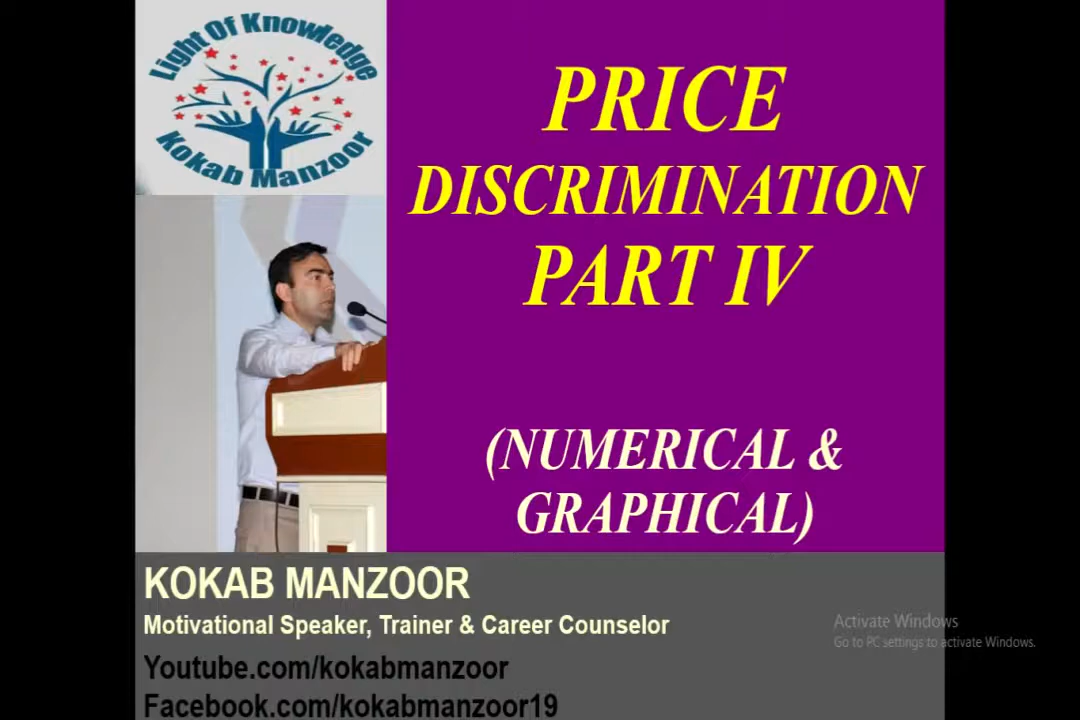 Light Of Knowledge
Kokab Manzoor
PRICE
DISCRIMINATION
PART IV
(NUMERICAL &
GRAPHICAL)
KOKAB MANZOOR
Motivational Speaker, Trainer & Career Counselor
Youtube.com/kokabmanzoor
Facebook.com/kokabmanzoor19
Activate Windows
Go to PC settings to activate Windows.